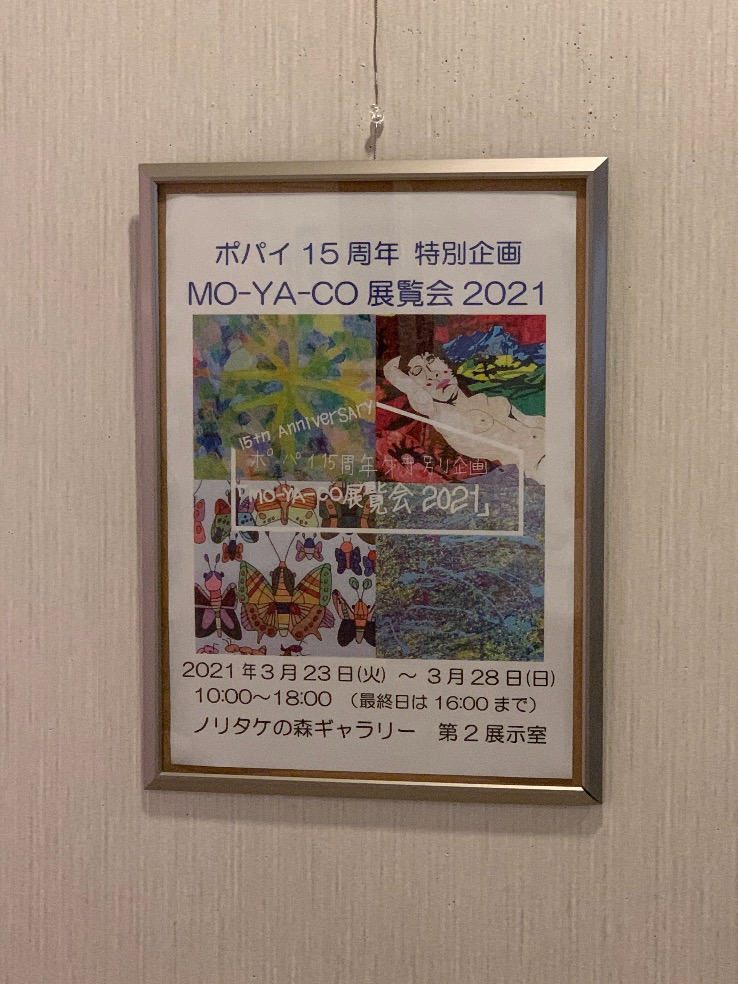 ポパイ 15 周年 特別企画
MO-YA-CO 展覧会 2021
15th ANNiVERSARY
ポパイ15周年 特別企画
「MO-YA-CO展覧会 2021」
2021 年 3 月 23 日(火) ～ 3 月 28 日(日)
10:00～18:00 （最終日は 16:00 まで）
ノリタケの森ギャラリー 第 2 展示室